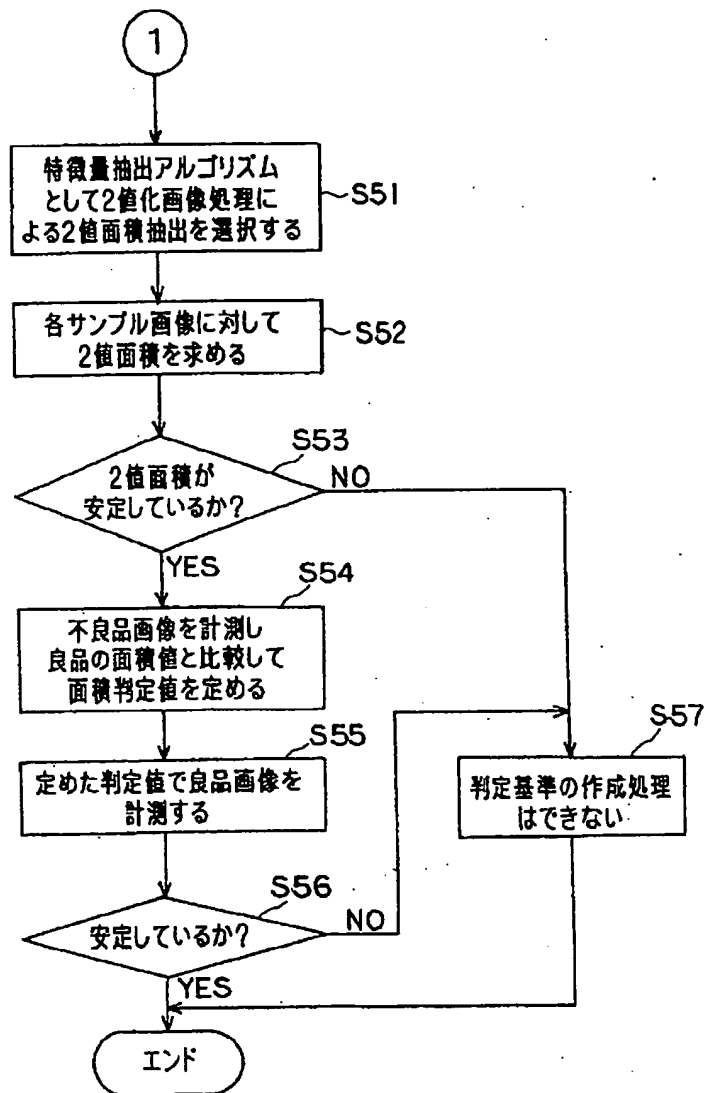 1
特徴量抽出アルゴリズム
として2値化画像処理に
よる2値面積抽出を選択する
S51
各サンプル画像に対して
2値面積を求める
S52
S53
2値面積が
安定しているか?
NO
YES
S54
不良品画像を計測し
良品の面積値と比較して
面積判定値を定める
S55
定めた判定値で良品画像を
計測する
S57
判定基準の作成処理
はできない
S56
安定しているか?
NO
YES
エンド